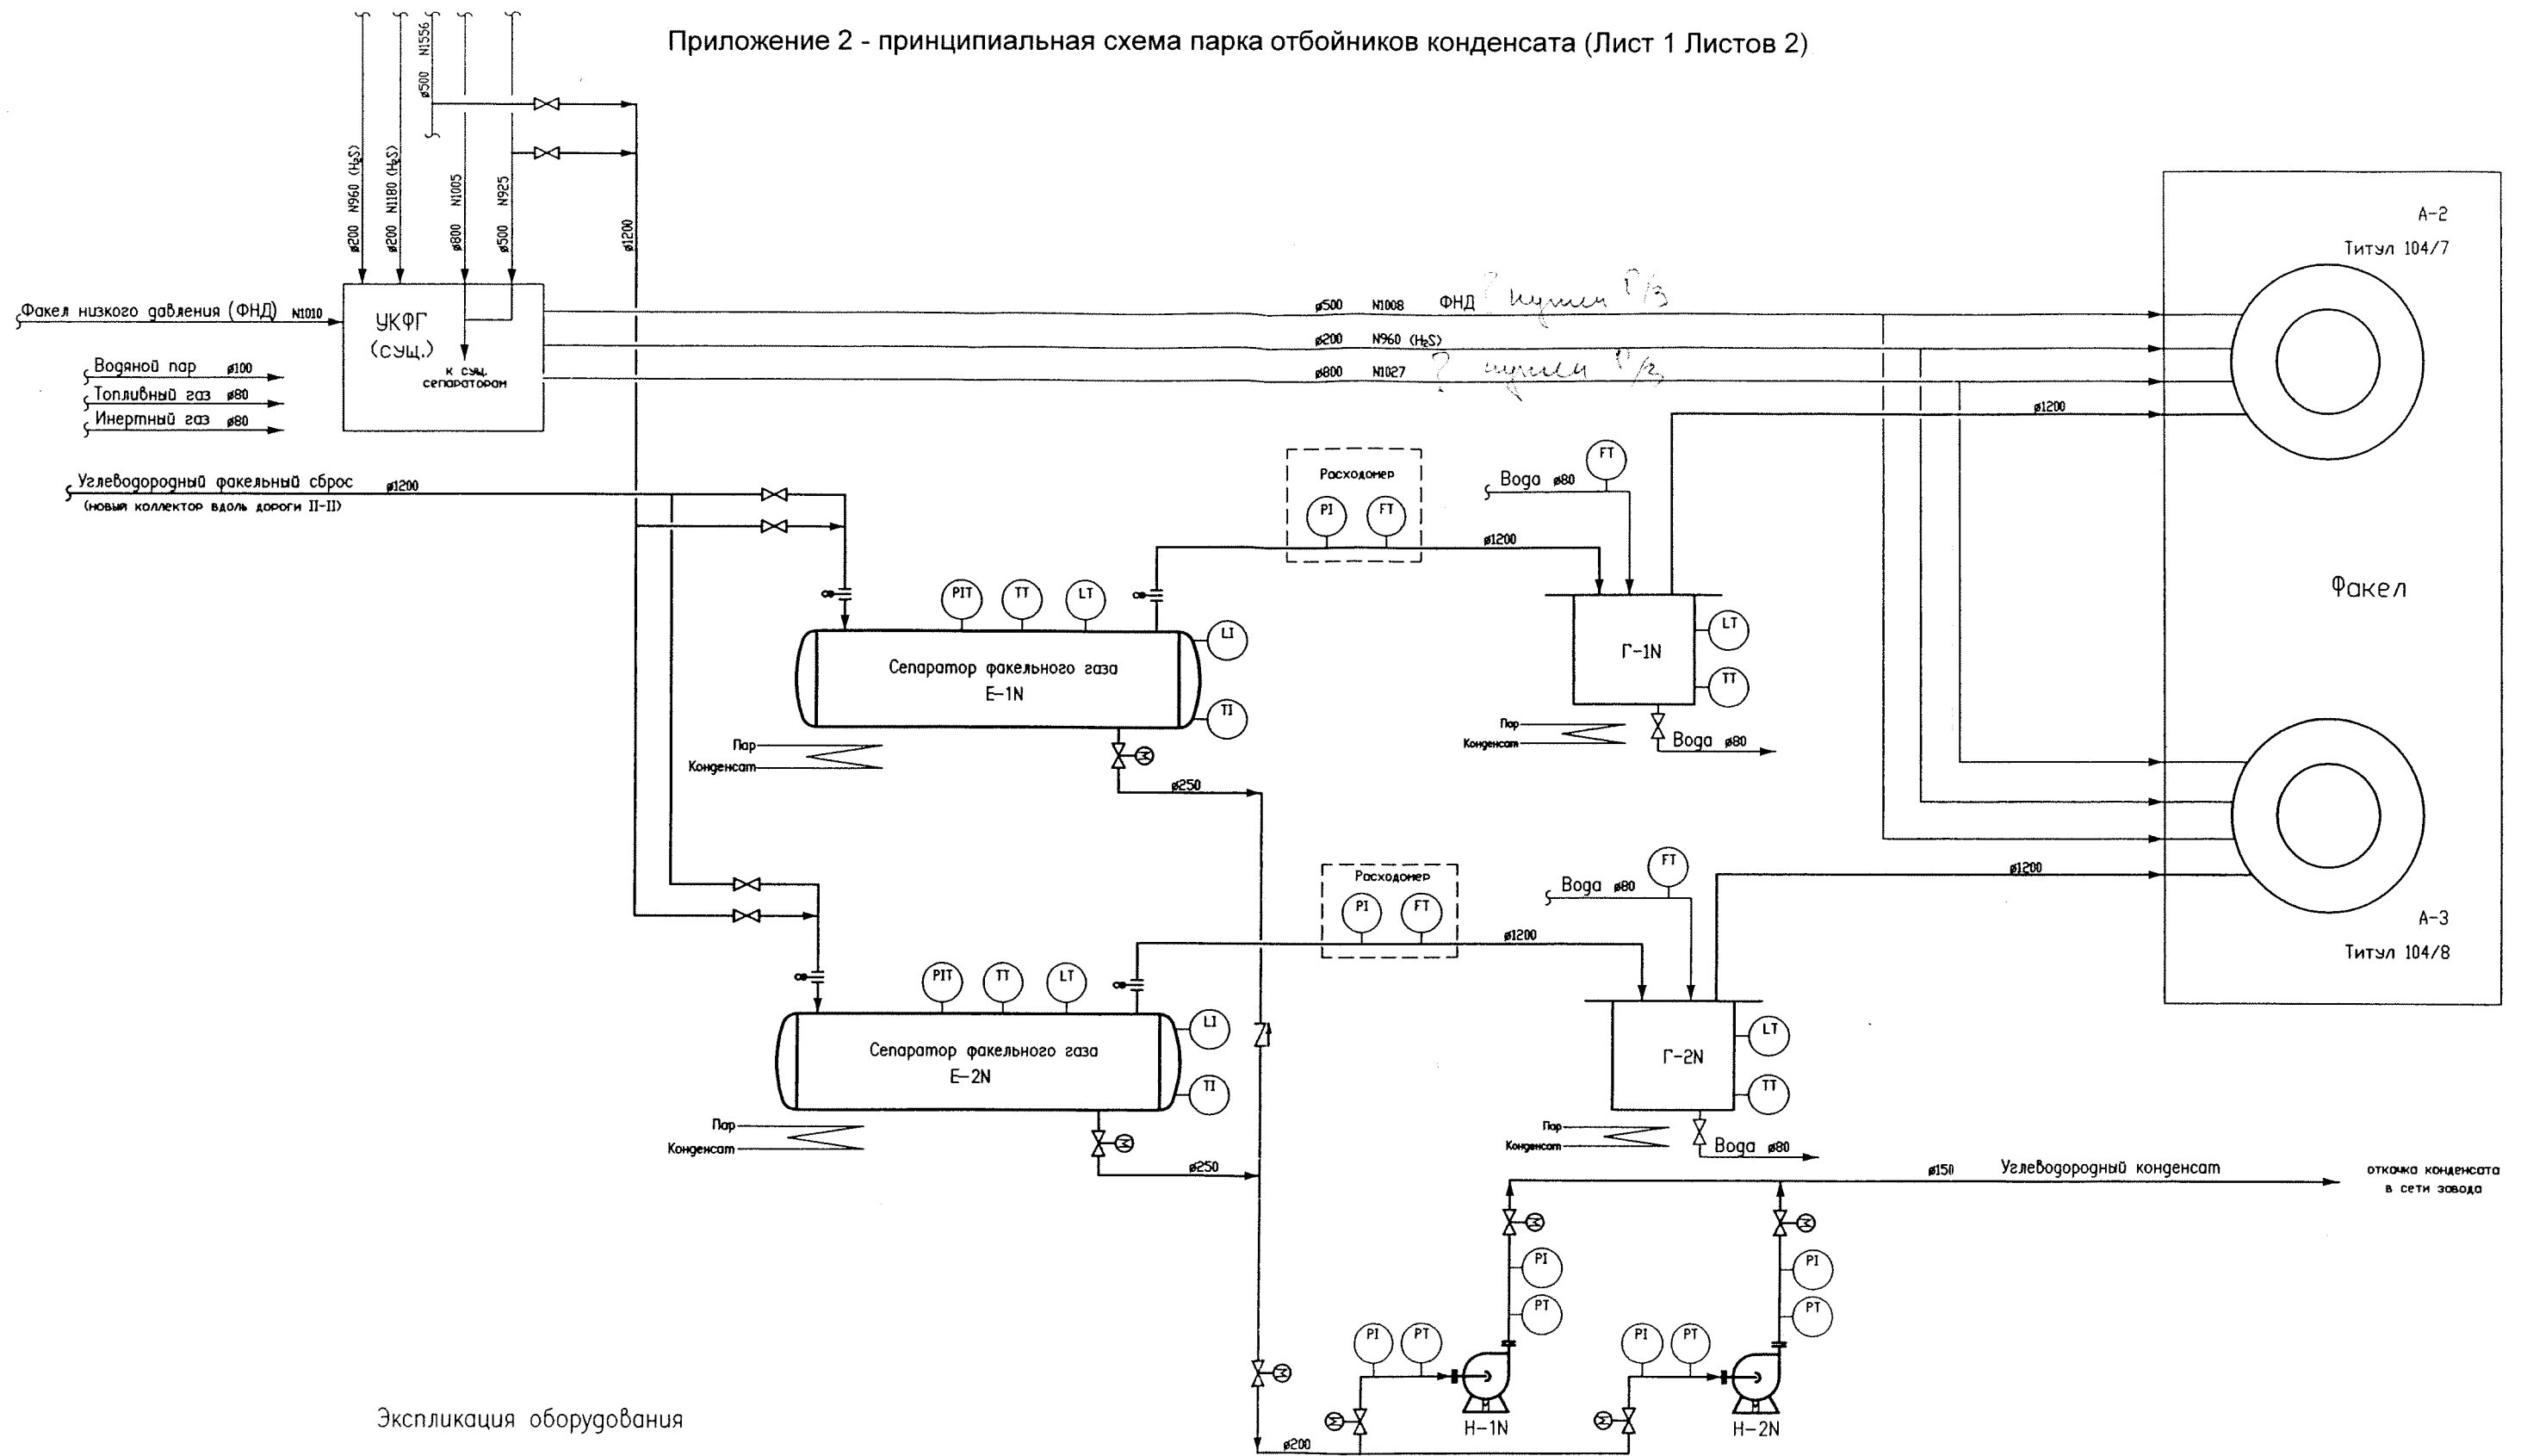 Приложение 2 - принципиальная схема парка отбойников конденсата (Лист 1 Листов 2)
ø500 N1556
ø200 N960 (H₂S)
ø200 N1180 (H₂S)
ø800 N1005
ø500 N925
ø1200
Факел низкого давления (ФНД) N1010
УКФГ
(СУЩ.)
к сущ.
сепараторам
Водяной пар ø100
Топливный газ ø80
Инертный газ ø80
ø500 N1008 ФНД
ø200 N960 (H₂S)
ø800 N1027
А-2
Титул 104/7
ø1200
Углеводородный факельный сброс ø1200
(новый коллектор вдоль дороги II-II)
Расходомер
PI
FT
Вода ø80
FT
ø1200
Факел
PIT
TT
LT
LI
TI
Сепаратор факельного газа
Е-1N
Пар
Конденсат
M
ø250
Г-1N
LT
TT
Пар
Конденсат
Вода ø80
Расходомер
PI
FT
Вода ø80
FT
ø1200
ø1200
А-3
Титул 104/8
PIT
TT
LT
LI
TI
Сепаратор факельного газа
Е-2N
Пар
Конденсат
M
ø250
Г-2N
LT
TT
Пар
Конденсат
Вода ø80
ø150 Углеводородный конденсат
откачка конденсата
в сети завода
M
M
PI
PT
PI
PT
PI
PT
PI
PT
M
M
M
M
M
Н-1N
Н-2N
ø200
Экспликация оборудования